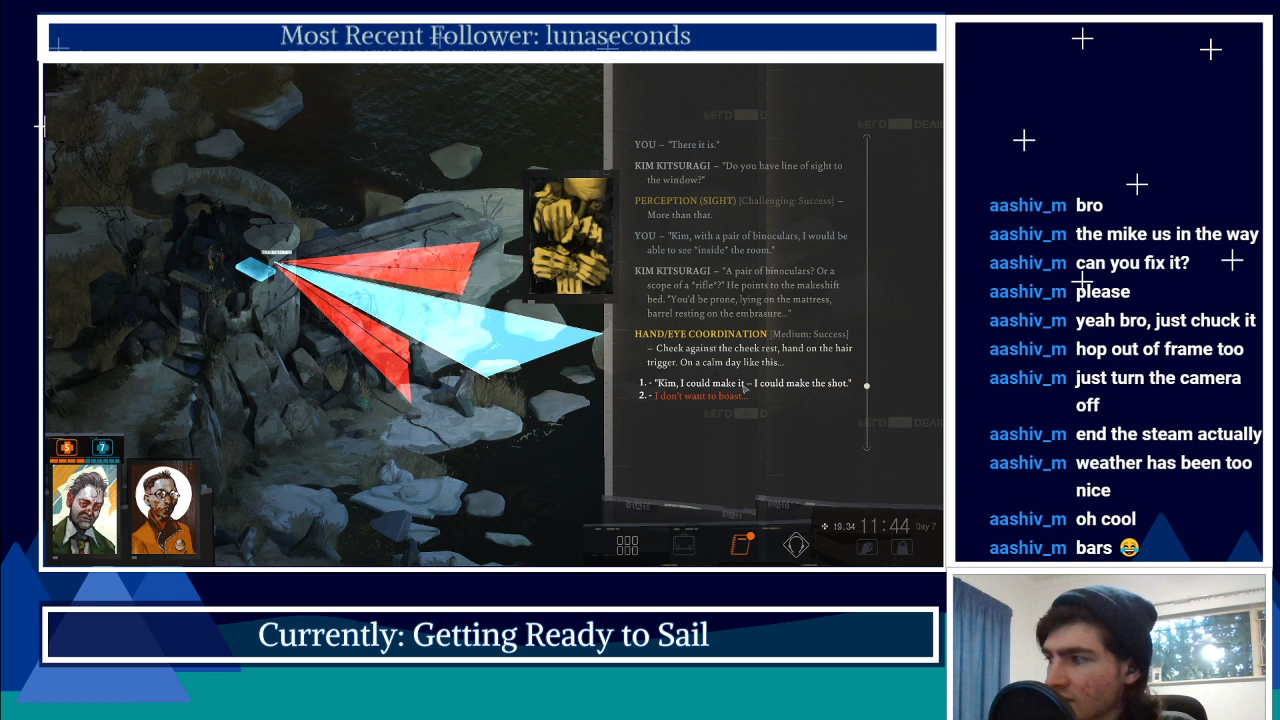 Most Recent Follower: lunaseconds
YOU – "There it is."
KIM KITSURAGI – "Do you have line of sight to
the window?"
PERCEPTION (SIGHT) [Challenging: Success] –
More than that.
YOU – "Kim, with a pair of binoculars, I would be
able to see *inside* the room."
KIM KITSURAGI – "A pair of binoculars? Or a
scope of a *rifle*?" He points to the makeshift
bed. "You'd be prone, lying on the mattress,
barrel resting on the embrasure..."
HAND/EYE COORDINATION [Medium: Success]
– Cheek against the cheek rest, hand on the hair
trigger. On a calm day like this...
1. - "Kim, I could make it – I could make the shot."
2. - I don't want to boast...
5 7
19.34 11:44 Day 7
aashiv_m bro
aashiv_m the mike us in the way
aashiv_m can you fix it?
aashiv_m please
aashiv_m yeah bro, just chuck it
aashiv_m hop out of frame too
aashiv_m just turn the camera
off
aashiv_m end the steam actually
aashiv_m weather has been too
nice
aashiv_m oh cool
aashiv_m bars 😂
Currently: Getting Ready to Sail